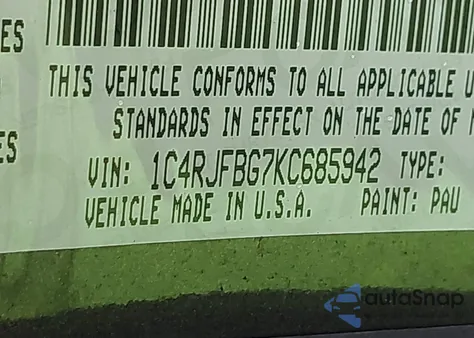 ES
THIS VEHICLE CONFORMS TO ALL APPLICABLE
STANDARDS IN EFFECT ON THE DATE OF
ES
VIN: 1C4RJFBG7KC685942 TYPE:
VEHICLE MADE IN U.S.A. PAINT: PAU
autoSnap